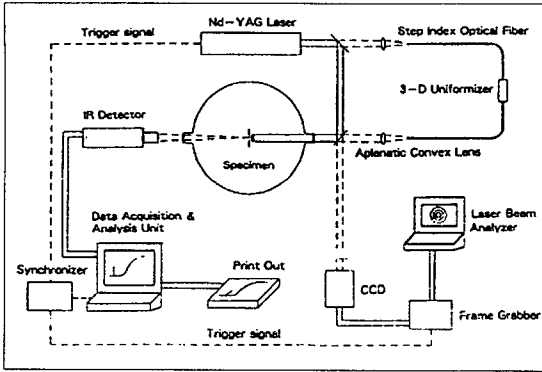 Nd-YAG Laser
Step Index Optical Fiber
Trigger signal
3-D Uniformizer
IR Detector
Specimen
Aplanatic Convex Lens
Data Acquisition &
Analysis Unit
Laser Beam
Analyzer
Synchronizer
Print Out
CCD
Frame Grabber
Trigger signal